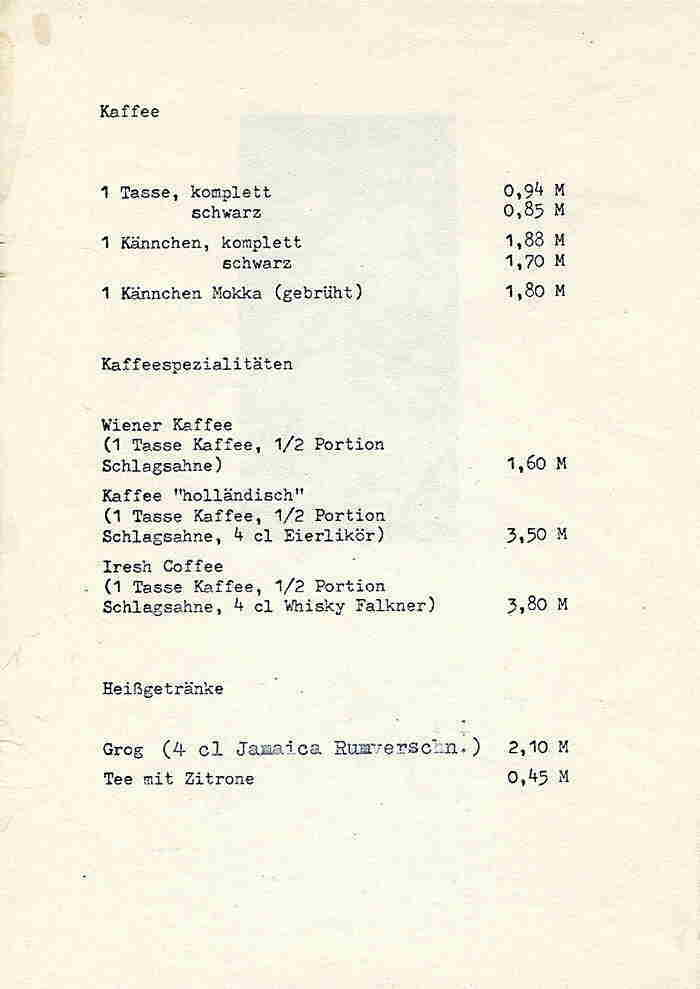 Kaffee
1 Tasse, komplett 0,94 M
schwarz 0,85 M
1 Kännchen, komplett 1,88 M
schwarz 1,70 M
1 Kännchen Mokka (gebrüht) 1,80 M
Kaffeespezialitäten
Wiener Kaffee
(1 Tasse Kaffee, 1/2 Portion
Schlagsahne) 1,60 M
Kaffee "holländisch"
(1 Tasse Kaffee, 1/2 Portion
Schlagsahne, 4 cl Eierlikör) 3,50 M
Iresh Coffee
(1 Tasse Kaffee, 1/2 Portion
Schlagsahne, 4 cl Whisky Falkner) 3,80 M
Heißgetränke
Grog (4 cl Jamaica Rumverschn.) 2,10 M
Tee mit Zitrone 0,45 M